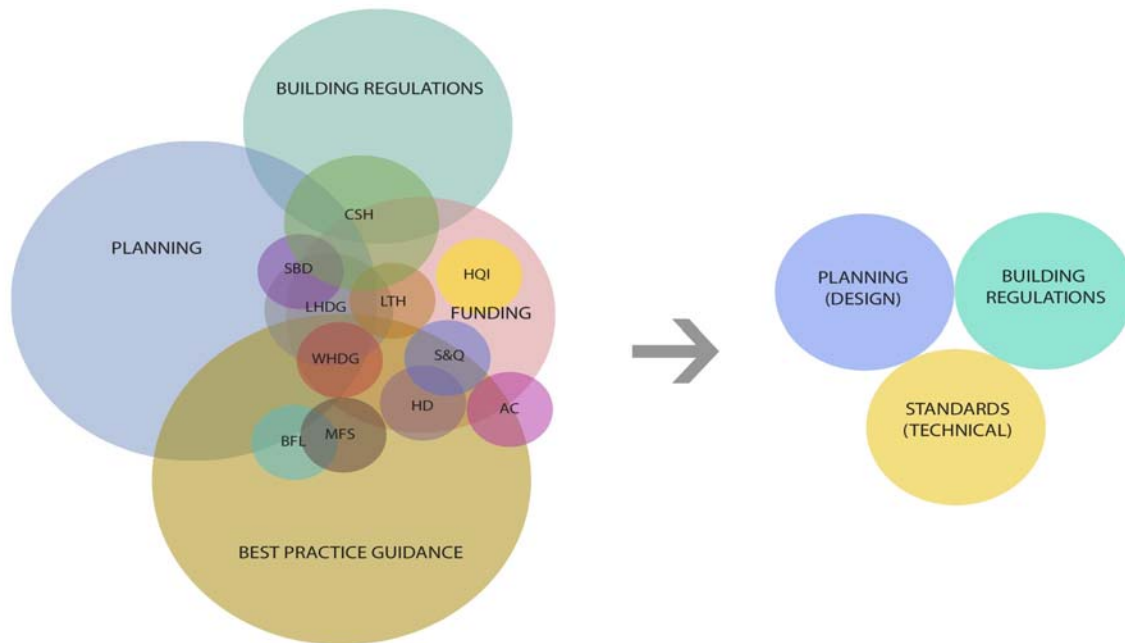 BUILDING REGULATIONS
CSH
PLANNING
SBD
HQI
LHDG
LTH
FUNDING
WHDG
S&Q
HD
AC
BFL
MFS
BEST PRACTICE GUIDANCE
PLANNING
(DESIGN)
BUILDING
REGULATIONS
STANDARDS
(TECHNICAL)